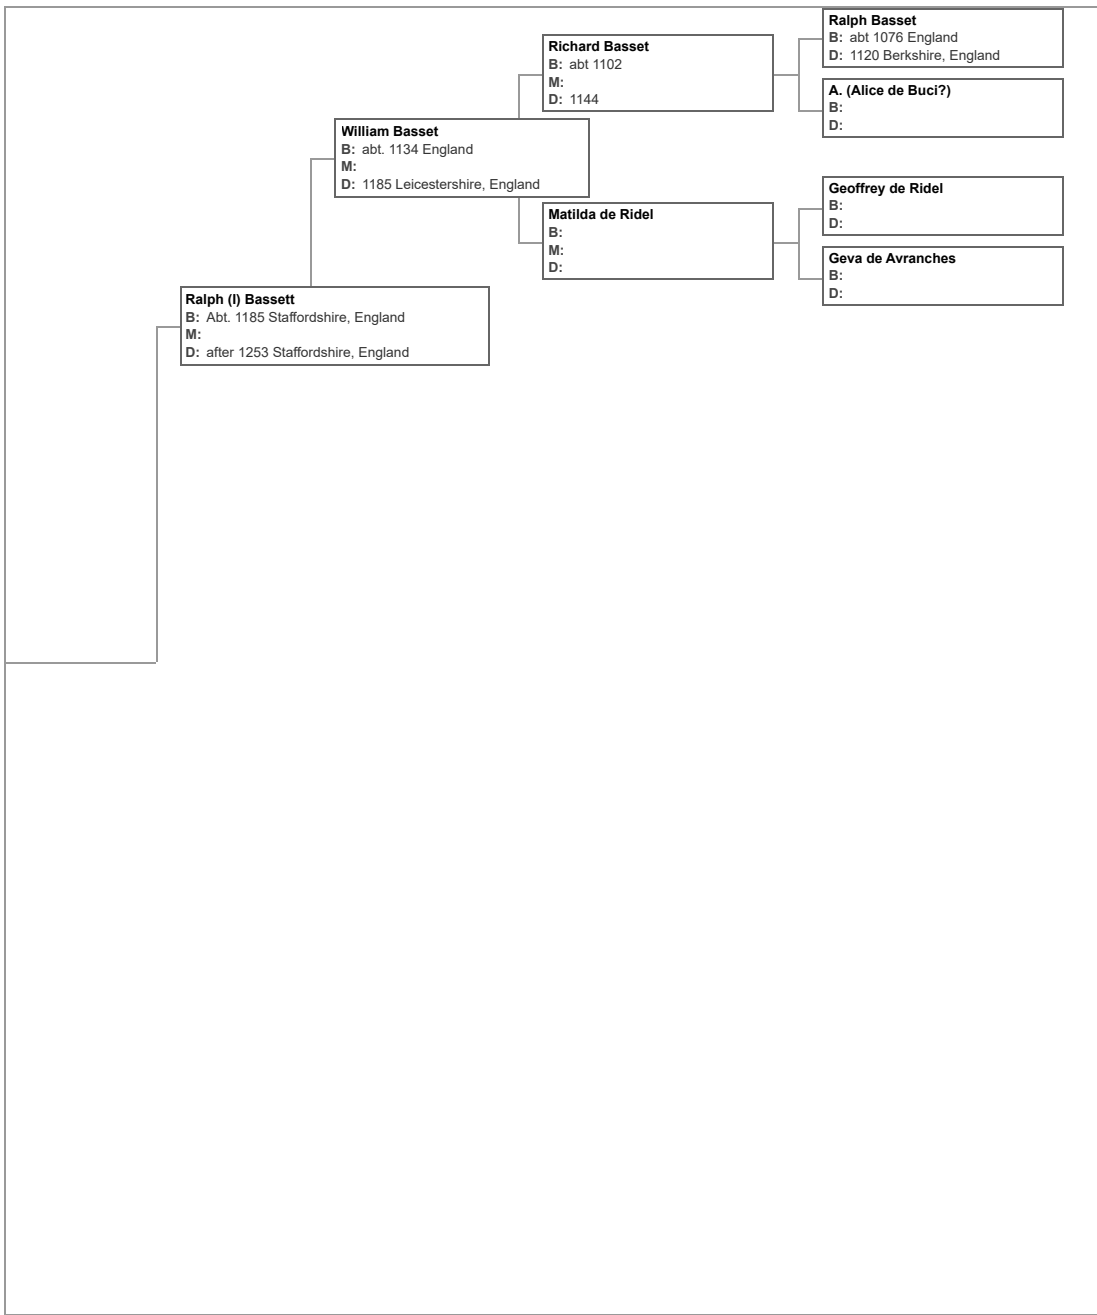 Ralph Basset
B: abt 1076 England
D: 1120 Berkshire, England
Richard Basset
B: abt 1102
M:
D: 1144
A. (Alice de Buci?)
B:
D:
William Basset
B: abt. 1134 England
M:
D: 1185 Leicestershire, England
Geoffrey de Ridel
B:
D:
Matilda de Ridel
B:
M:
D:
Geva de Avranches
B:
D:
Ralph (I) Bassett
B: Abt. 1185 Staffordshire, England
M:
D: after 1253 Staffordshire, England